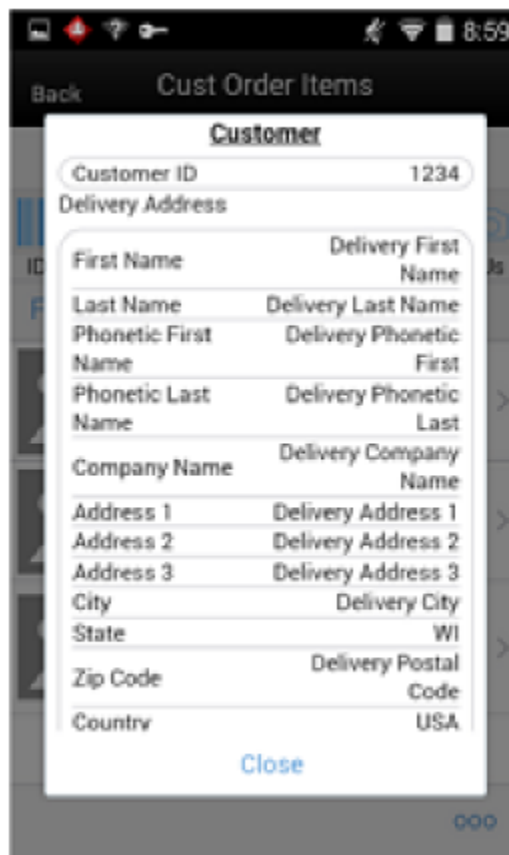 8:59
Back Cust Order Items
Customer
Customer ID 1234
Delivery Address
First Name Delivery First
Name
Last Name Delivery Last Name
Phonetic First Delivery Phonetic
Name First
Phonetic Last Delivery Phonetic
Name Last
Company Name Delivery Company
Name
Address 1 Delivery Address 1
Address 2 Delivery Address 2
Address 3 Delivery Address 3
City Delivery City
State WI
Zip Code Delivery Postal
Code
Country USA
Close